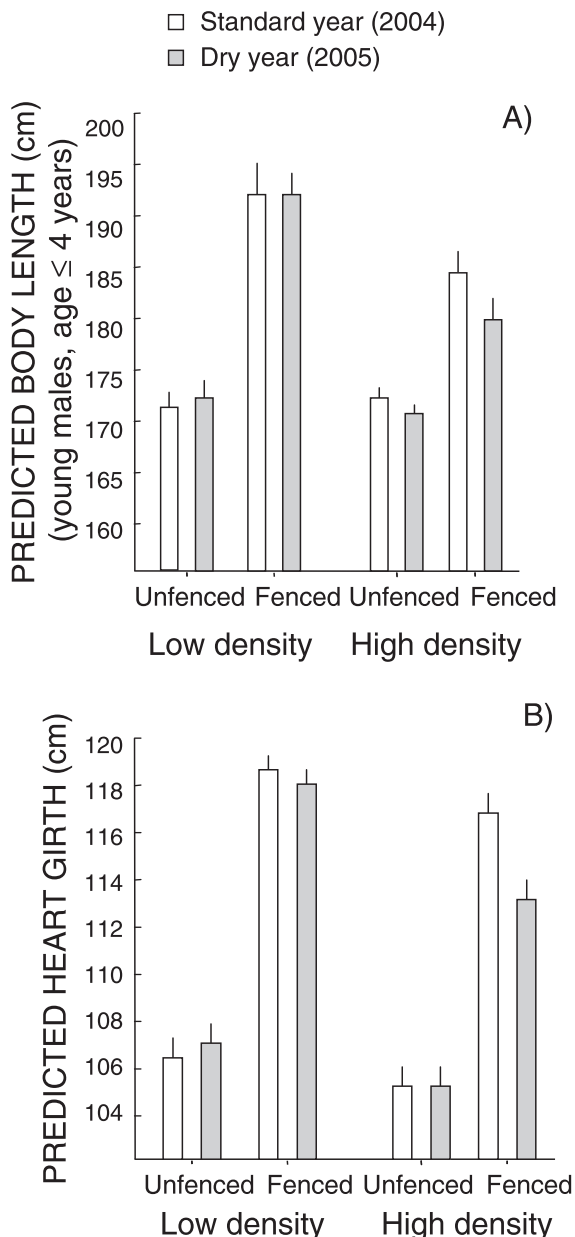 Standard year (2004)
Dry year (2005)
A)
PREDICTED BODY LENGTH (cm)
(young males, age ≤ 4 years)
200
195
190
185
180
175
170
165
160
Unfenced Fenced Unfenced Fenced
Low density High density
B)
PREDICTED HEART GIRTH (cm)
120
118
116
114
112
110
108
106
104
Unfenced Fenced Unfenced Fenced
Low density High density